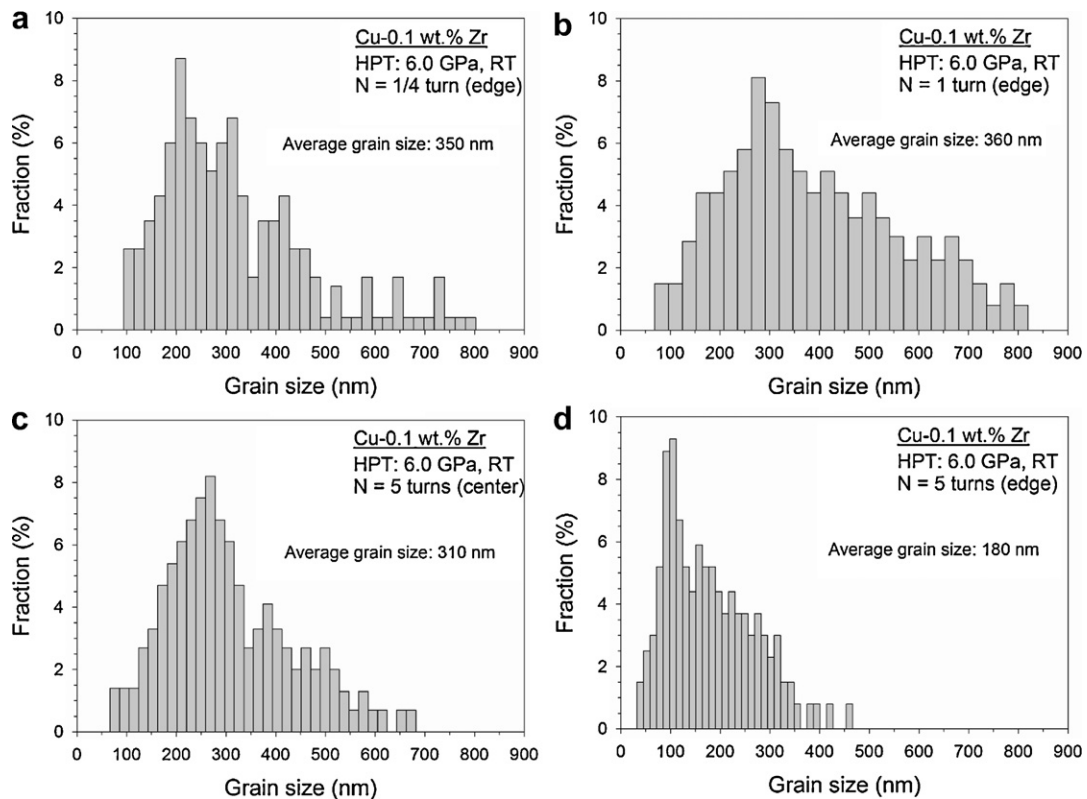 a
10
8
6
4
2
0
Fraction (%)
Cu-0.1 wt.% Zr
HPT: 6.0 GPa, RT
N = 1/4 turn (edge)
Average grain size: 350 nm
100 200 300 400 500 600 700 800 900
Grain size (nm)
b
10
8
6
4
2
0
Fraction (%)
Cu-0.1 wt.% Zr
HPT: 6.0 GPa, RT
N = 1 turn (edge)
Average grain size: 360 nm
0 100 200 300 400 500 600 700 800 900
Grain size (nm)
c
10
8
6
4
2
0
Fraction (%)
Cu-0.1 wt.% Zr
HPT: 6.0 GPa, RT
N = 5 turns (center)
Average grain size: 310 nm
0 100 200 300 400 500 600 700 800 900
Grain size (nm)
d
10
8
6
4
2
0
Fraction (%)
Cu-0.1 wt.% Zr
HPT: 6.0 GPa, RT
N = 5 turns (edge)
Average grain size: 180 nm
0 100 200 300 400 500 600 700 800 900
Grain size (nm)